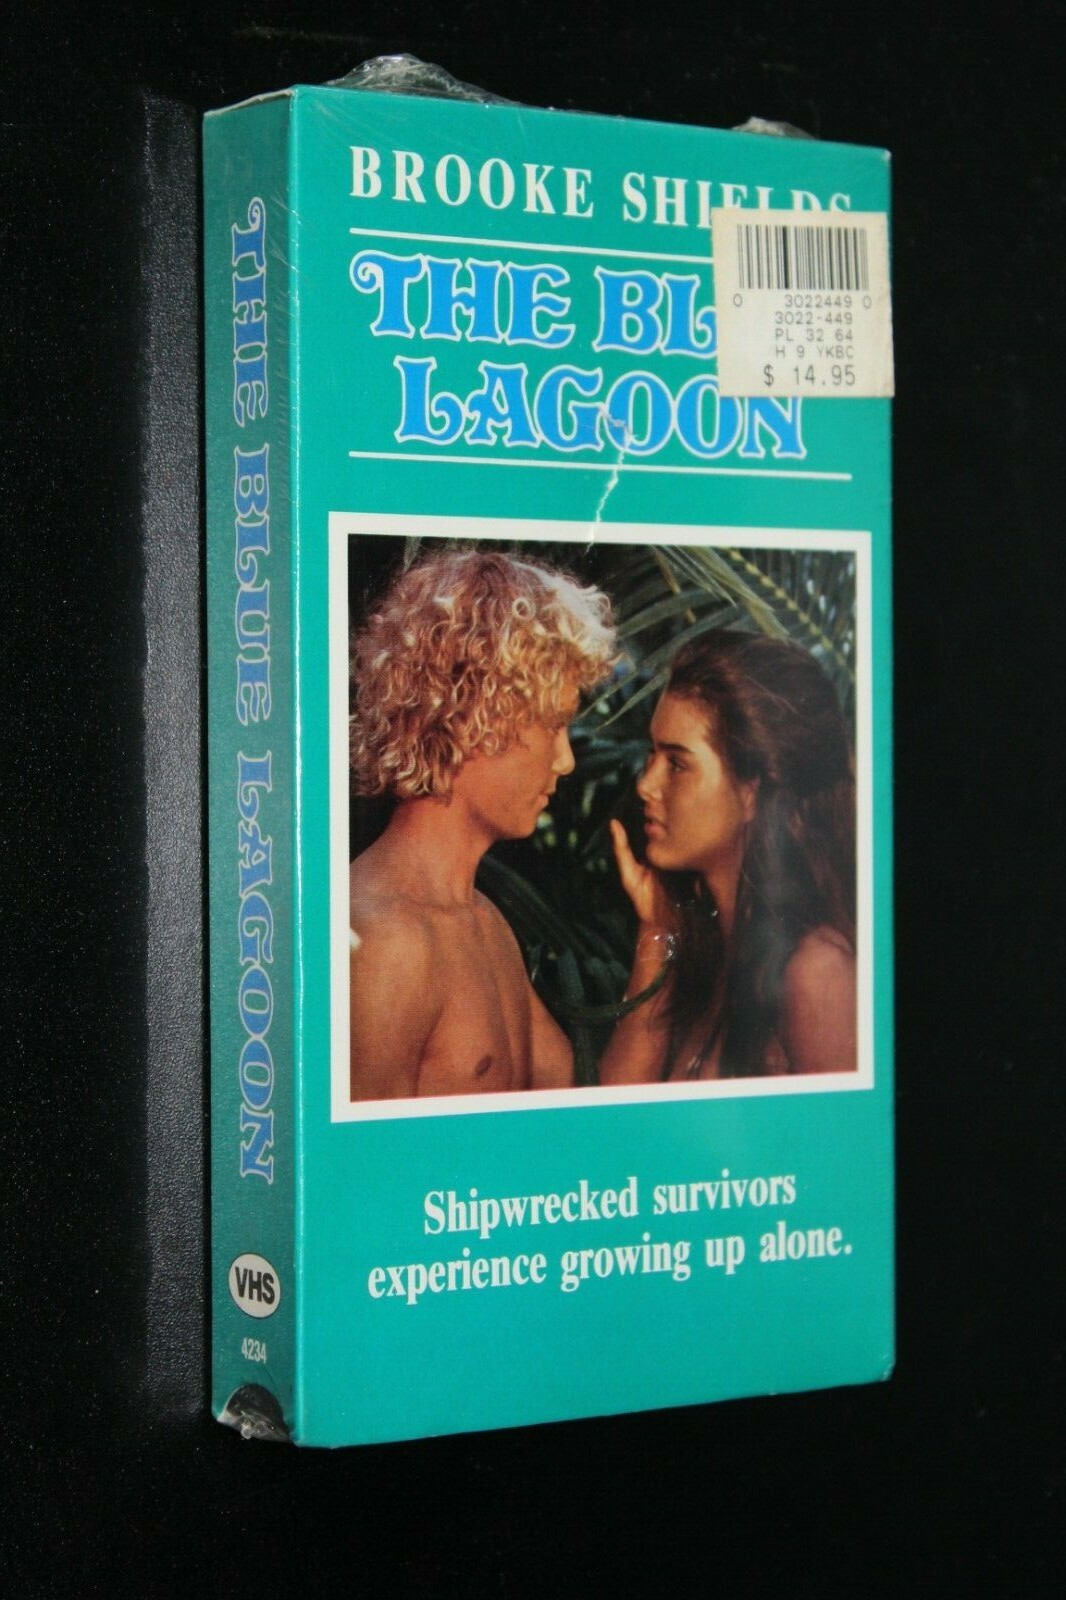 BROOKE SHIELDS
THE BL
LAGOON
0 3022449 0
3022-449
PL 32 64
H 9 YKBC
$ 14.95
Shipwrecked survivors
experience growing up alone.
THE BLUE LAGOON
VHS
4234